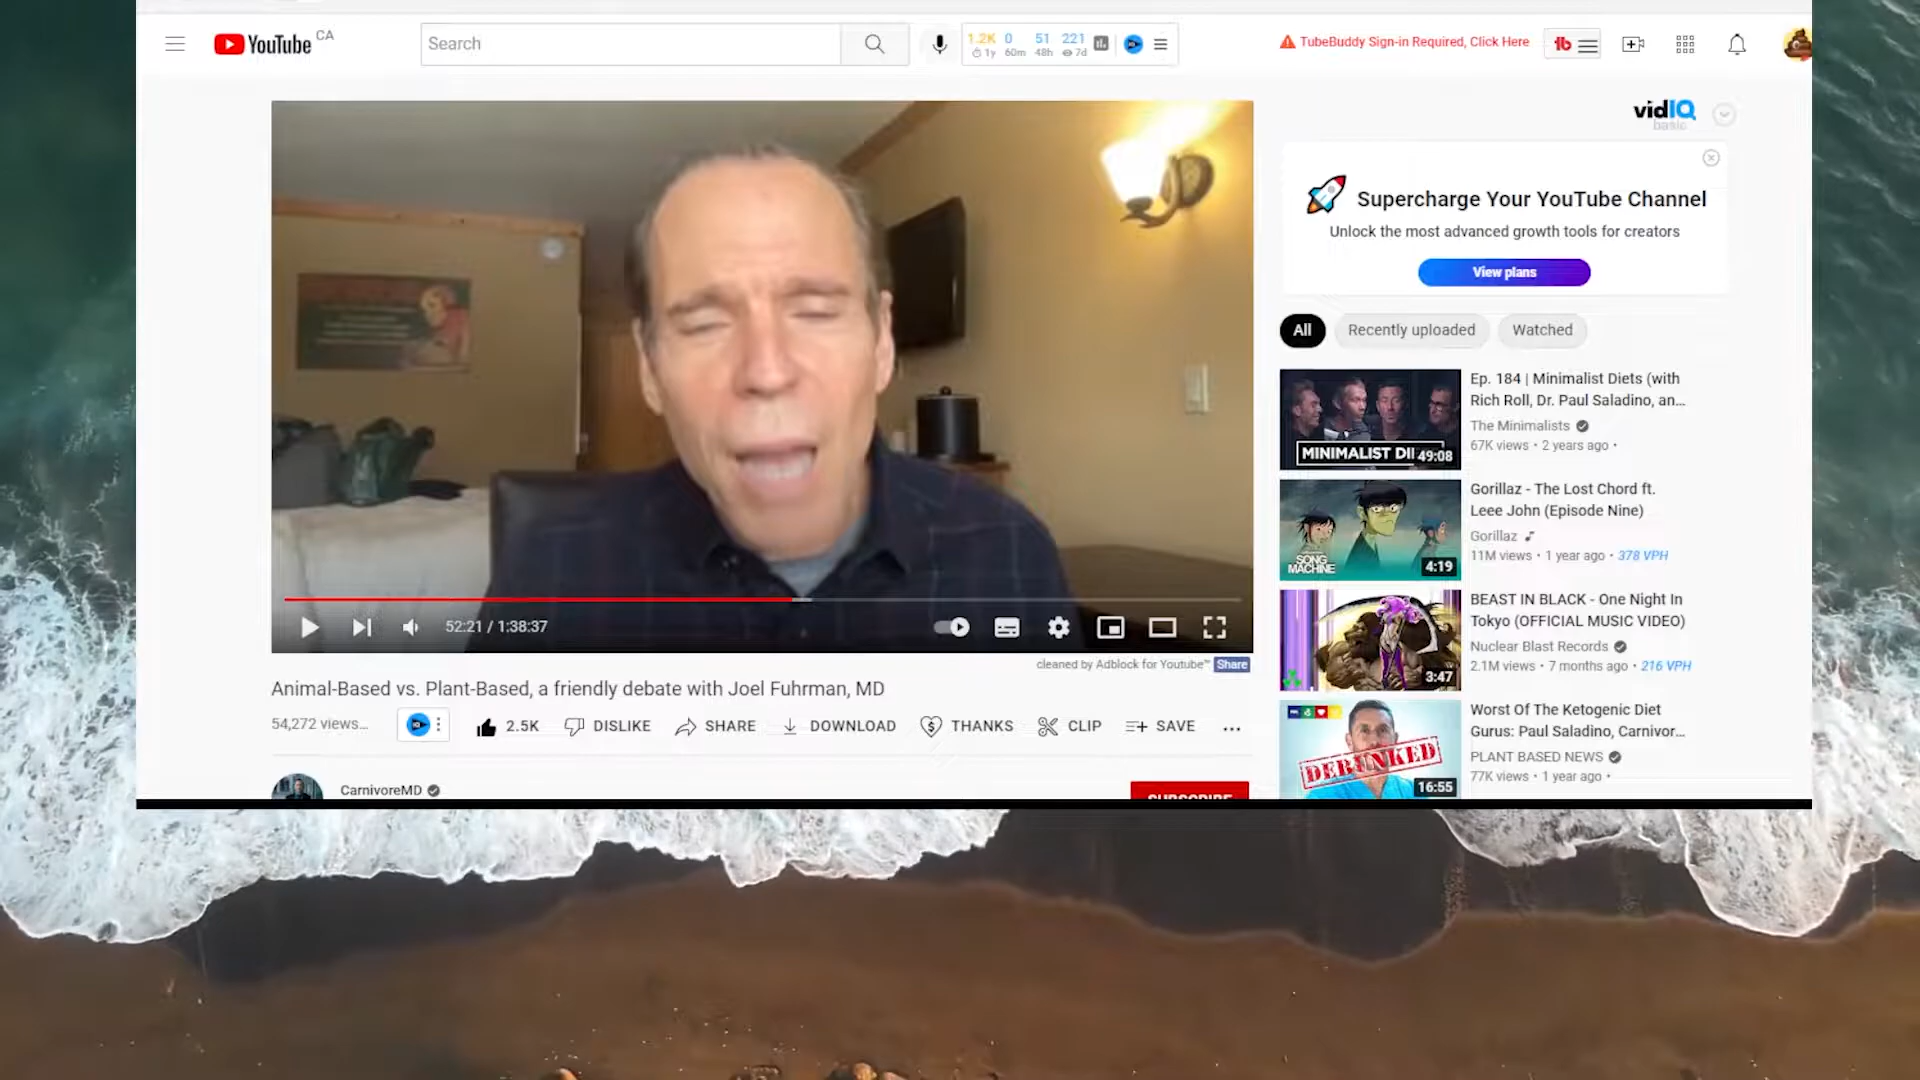 YouTube CA
Search
1.2K 0 51 221
1y 60m 48h 7d
TubeBuddy Sign-in Required, Click Here
tb
vidIQ
basic
Supercharge Your YouTube Channel
Unlock the most advanced growth tools for creators
View plans
All Recently uploaded Watched
52:21 / 1:38:37
cleaned by Adblock for Youtube™ Share
Animal-Based vs. Plant-Based, a friendly debate with Joel Fuhrman, MD
54,272 views...
2.5K DISLIKE SHARE DOWNLOAD THANKS CLIP SAVE
CarnivoreMD
SUBSCRIBE
MINIMALIST DI
49:08
Ep. 184 | Minimalist Diets (with
Rich Roll, Dr. Paul Saladino, an...
The Minimalists
67K views • 2 years ago •
SONG
MACHINE
4:19
Gorillaz - The Lost Chord ft.
Leee John (Episode Nine)
Gorillaz
11M views • 1 year ago • 378 VPH
3:47
BEAST IN BLACK - One Night In
Tokyo (OFFICIAL MUSIC VIDEO)
Nuclear Blast Records
2.1M views • 7 months ago • 216 VPH
DEBUNKED
16:55
Worst Of The Ketogenic Diet
Gurus: Paul Saladino, Carnivor...
PLANT BASED NEWS
77K views • 1 year ago •